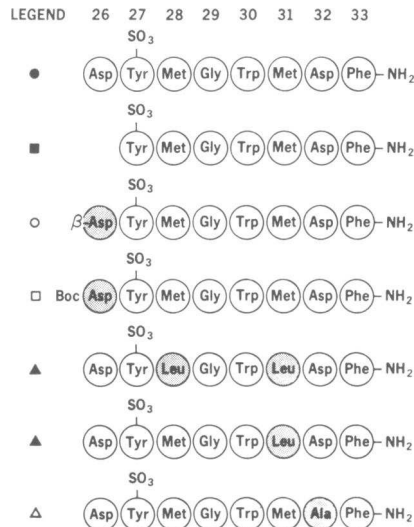 LEGEND 26 27 28 29 30 31 32 33
SO3
Asp Tyr Met Gly Trp Met Asp Phe NH2
SO3
Tyr Met Gly Trp Met Asp Phe NH2
SO3
β Asp Tyr Met Gly Trp Met Asp Phe NH2
SO3
Boc Asp Tyr Met Gly Trp Met Asp Phe NH2
SO3
Asp Tyr Leu Gly Trp Leu Asp Phe NH2
SO3
Asp Tyr Met Gly Trp Leu Asp Phe NH2
SO3
Asp Tyr Met Gly Trp Met Ala Phe NH2